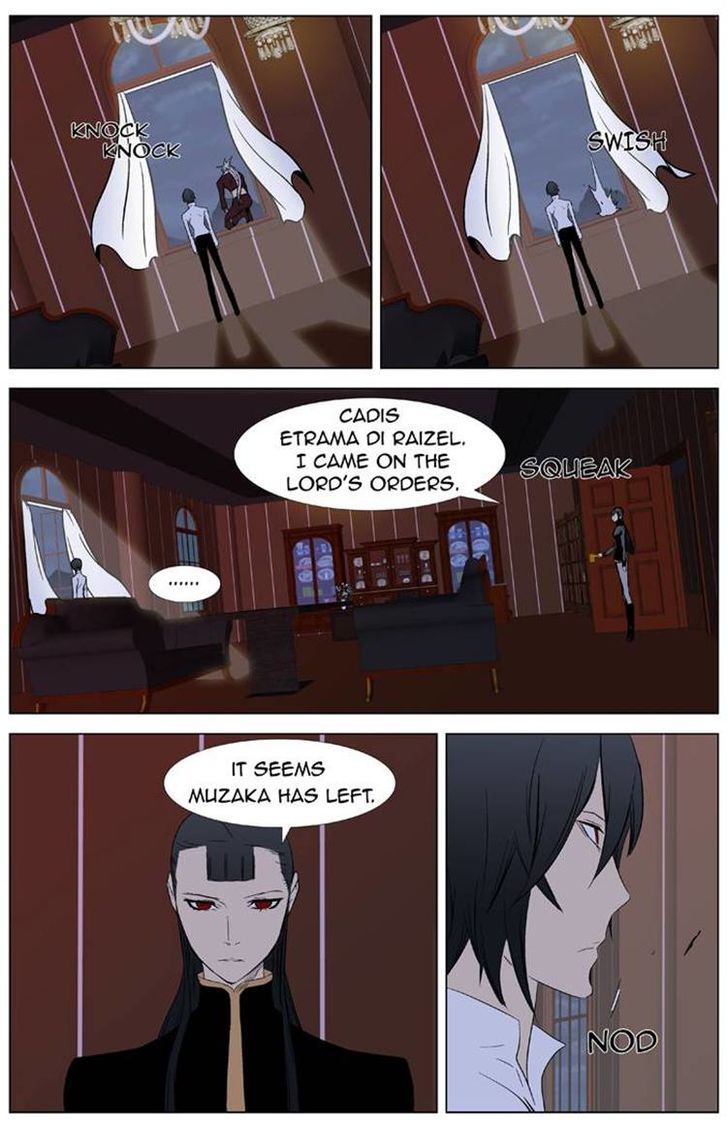 KNOCK
KNOCK
SWISH
CADIS
ETRAMA DI RAIZEL.
I CAME ON THE
LORD'S ORDERS.
SQUEAK
......
IT SEEMS
MUZAKA HAS LEFT.
NOD